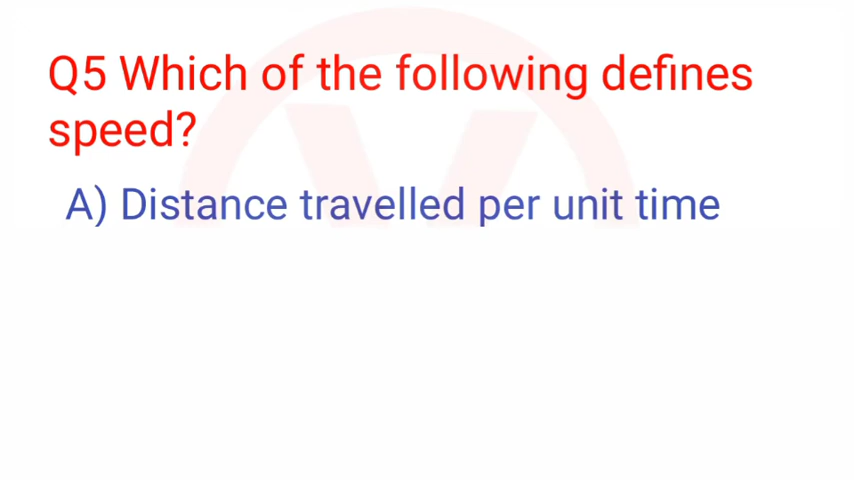 Q5 Which of the following defines
speed?
A) Distance travelled per unit time